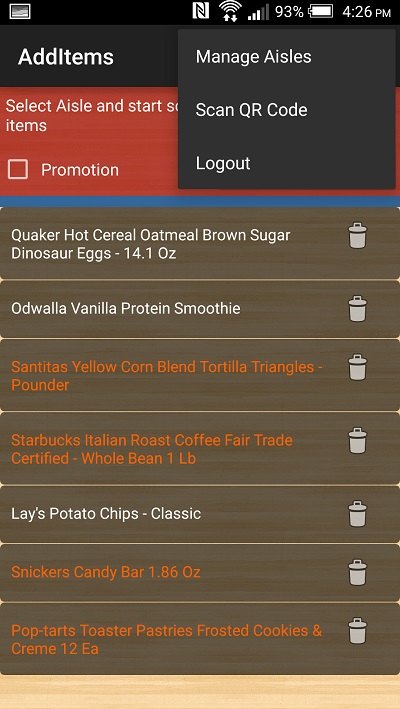 93% 4:26 PM
AddItems
Manage Aisles
Scan QR Code
Logout
Select Aisle and start
items
Promotion
Quaker Hot Cereal Oatmeal Brown Sugar
Dinosaur Eggs - 14.1 Oz
Odwalla Vanilla Protein Smoothie
Santitas Yellow Corn Blend Tortilla Triangles -
Pounder
Starbucks Italian Roast Coffee Fair Trade
Certified - Whole Bean 1 Lb
Lay's Potato Chips - Classic
Snickers Candy Bar 1.86 Oz
Pop-tarts Toaster Pastries Frosted Cookies &
Creme 12 Ea